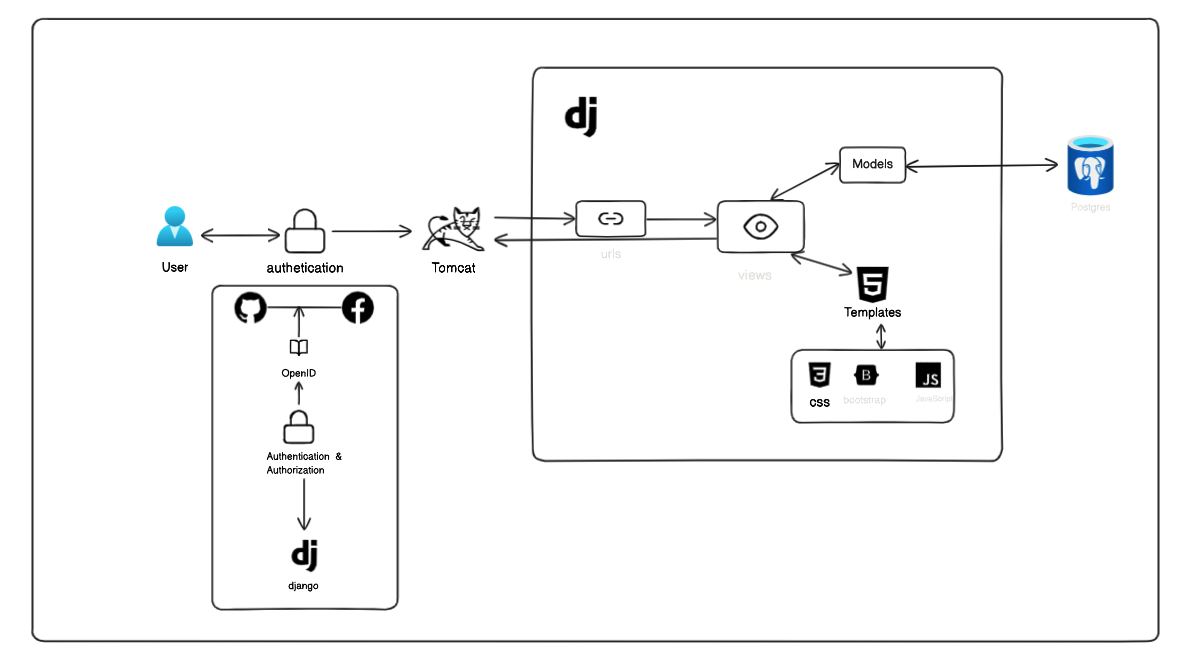 dj
Models
Postgres
urls
User
authetication
Tomcat
views
5
Templates
3
B
JS
css
bootstrap
JavaScript
OpenID
Authentication &
Authorization
dj
django